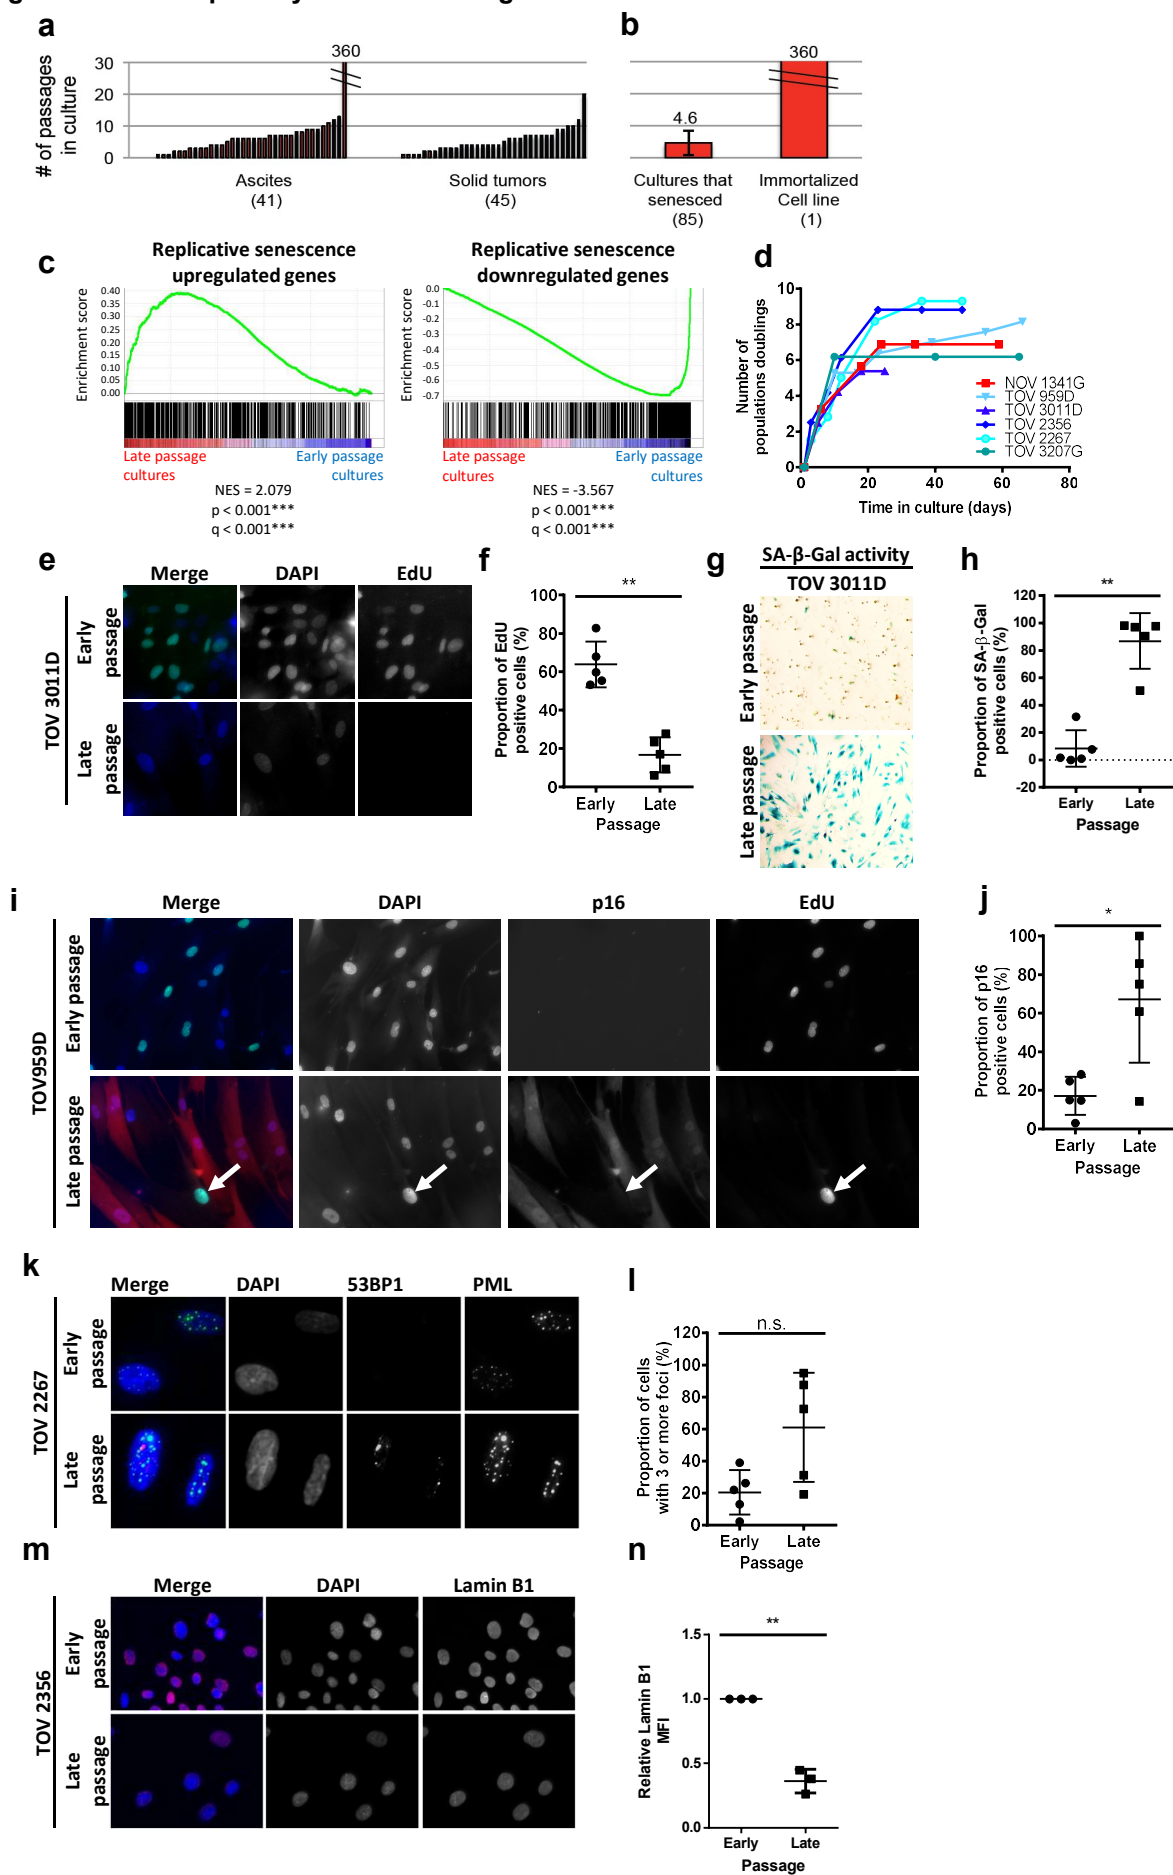 a
# of passages
in culture
30
20
10
0
360
Ascites
(41)
Solid tumors
(45)
b
360
4.6
Cultures that
senesced
(85)
Immortalized
Cell line
(1)
c
Replicative senescence
upregulated genes
Enrichment score
0.40
0.35
0.30
0.25
0.20
0.15
0.10
0.05
0.00
Late passage
cultures
Early passage
cultures
NES = 2.079
p < 0.001***
q < 0.001***
Replicative senescence
downregulated genes
Enrichment score
0.0
-0.1
-0.2
-0.3
-0.4
-0.5
-0.6
-0.7
Late passage
cultures
Early passage
cultures
NES = -3.567
p < 0.001***
q < 0.001***
d
Number of
populations doublings
10
8
6
4
2
0
0 20 40 60 80
Time in culture (days)
NOV 1341G
TOV 959D
TOV 3011D
TOV 2356
TOV 2267
TOV 3207G
e
Merge DAPI EdU
TOV 3011D
Early
passage
Late
passage
f
**
Proportion of EdU
positive cells (%)
100
80
60
40
20
0
Early Late
Passage
g
SA-β-Gal activity
TOV 3011D
Early passage
Late passage
h
**
Proportion of SA-β-Gal
positive cells (%)
120
100
80
60
40
20
0
-20
Early Late
Passage
i
Merge DAPI p16 EdU
TOV959D
Early passage
Late passage
j
*
Proportion of p16
positive cells (%)
100
80
60
40
20
0
Early Late
Passage
k
Merge DAPI 53BP1 PML
TOV 2267
Early
passage
Late
passage
l
n.s.
Proportion of cells
with 3 or more foci (%)
120
100
80
60
40
20
0
Early Late
Passage
m
Merge DAPI Lamin B1
TOV 2356
Early
passage
Late
passage
n
**
Relative Lamin B1
MFI
1.5
1.0
0.5
0.0
Early Late
Passage